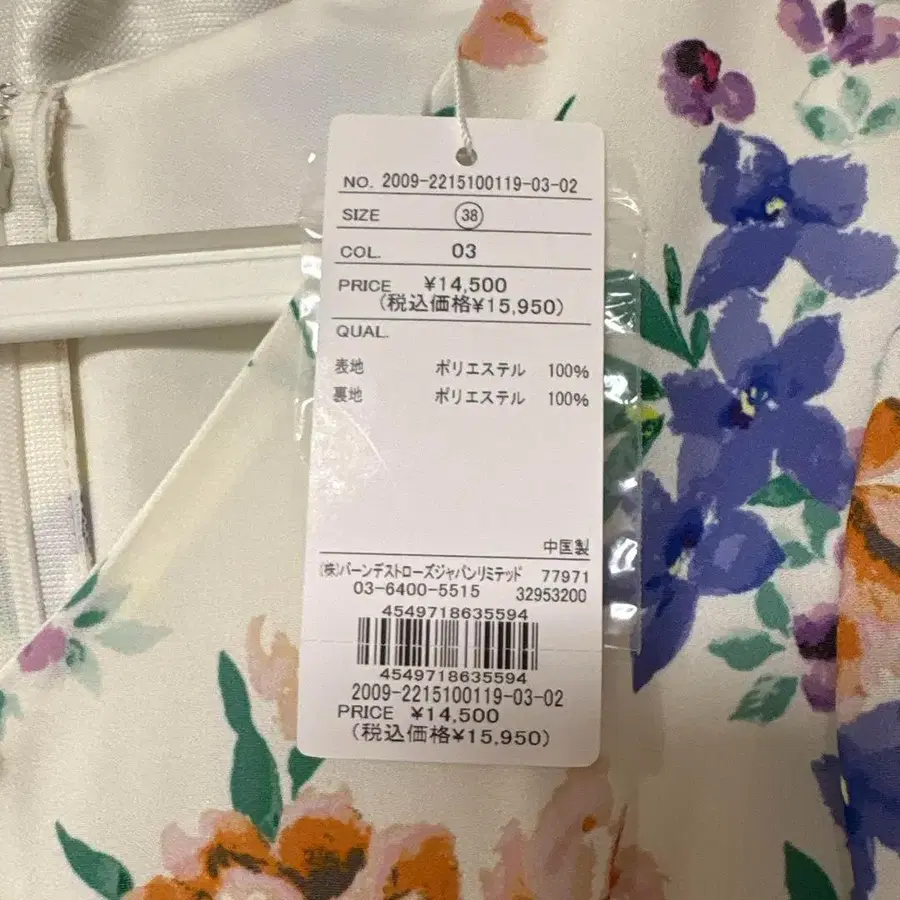 NO. 2009-2215100119-03-02
SIZE 38
COL. 03
PRICE ¥14,500
(税込価格¥15,950)
QUAL.
表地 ポリエステル 100%
裏地 ポリエステル 100%
中国製
(株)バーンデストローズジャパンリミテッド 77971
03-6400-5515 32953200
4549718635594
4549718635594
2009-2215100119-03-02
PRICE ¥14,500
(税込価格¥15,950)